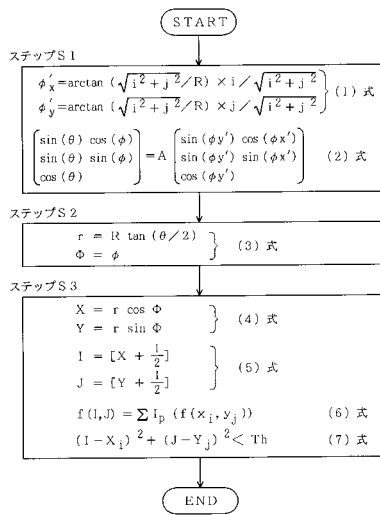 START
ステップS1
φ'x=arctan (√i²+j²/R) × i/√i²+j²
φ'y=arctan (√i²+j²/R) × j/√i²+j²
(1) 式
sin(θ) cos(φ)
sin(θ) sin(φ)
cos(θ)
=A
sin(φy') cos(φx')
sin(φy') sin(φx')
cos(φy')
(2) 式
ステップS2
r = R tan(θ/2)
Φ = φ
(3) 式
ステップS3
X = r cos Φ
Y = r sin Φ
(4) 式
I = [X + 1/2]
J = [Y + 1/2]
(5) 式
f(I,J) = Σ Ip (f(xi, yj)) (6) 式
(I-Xi)² + (J-Yj)² < Th (7) 式
END